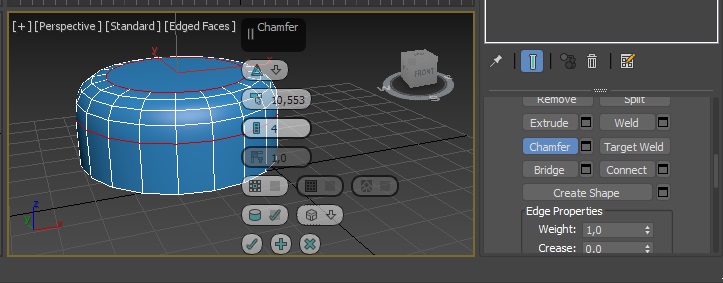 [+] [Perspective] [Standard] [Edged Faces]
Chamfer
10,553
4
1,0
FRONT
x
z
y
x
Remove
Split
Extrude
Weld
Chamfer
Target Weld
Bridge
Connect
Create Shape
Edge Properties
Weight: 1,0
Crease: 0.0